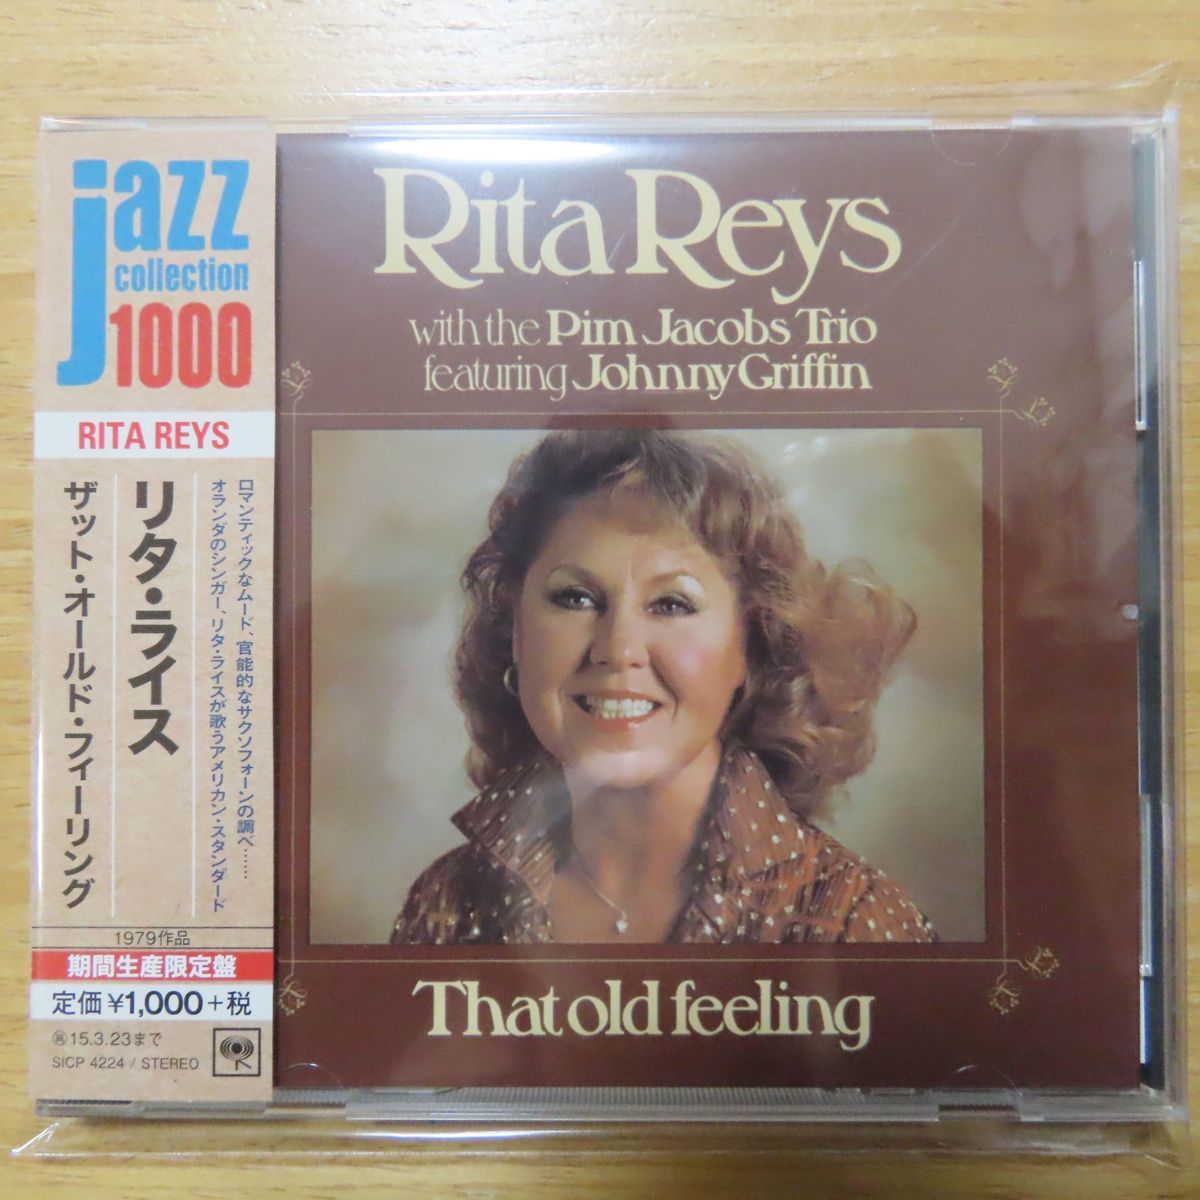 jazz
collection
1000
RITA REYS
ロマンティックなムード、官能的なサクソフォーンの調べ……
オランダのシンガー、リタ・ライスが歌うアメリカン・スタンダード
リタ・ライス
ザット・オールド・フィーリング
1979作品
期間生産限定盤
定価¥1,000+税
15.3.23まで
SICP 4224 / STEREO
Rita Reys
with the Pim Jacobs Trio
featuring Johnny Griffin
That old feeling